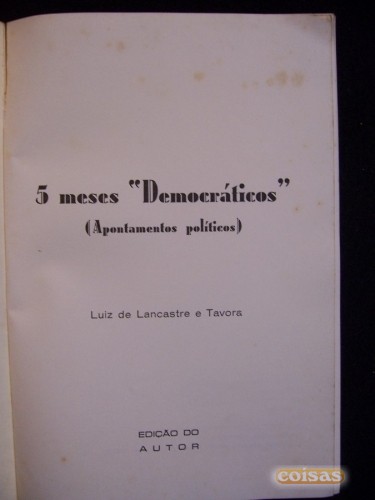 5 meses "Democráticos"
(Apontamentos políticos)
Luiz de Lancastre e Tavora
EDIÇÃO DO
AUTOR
coisas